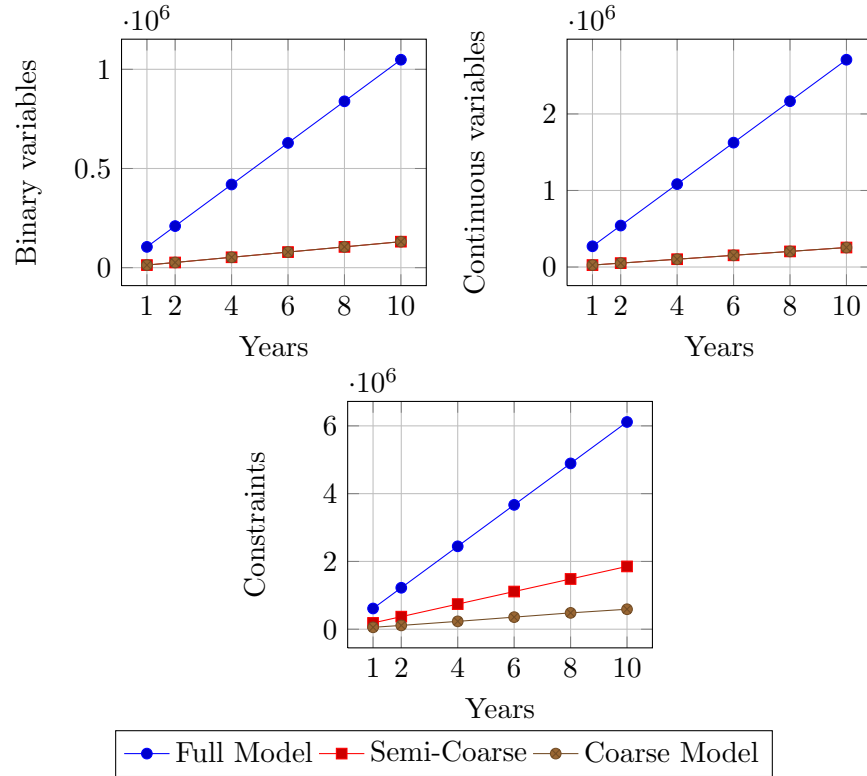 ·10^6
1
0.5
0
Binary variables
1 2 4 6 8 10
Years
·10^6
2
1
0
Continuous variables
1 2 4 6 8 10
Years
·10^6
6
4
2
0
Constraints
1 2 4 6 8 10
Years
Full Model Semi-Coarse Coarse Model